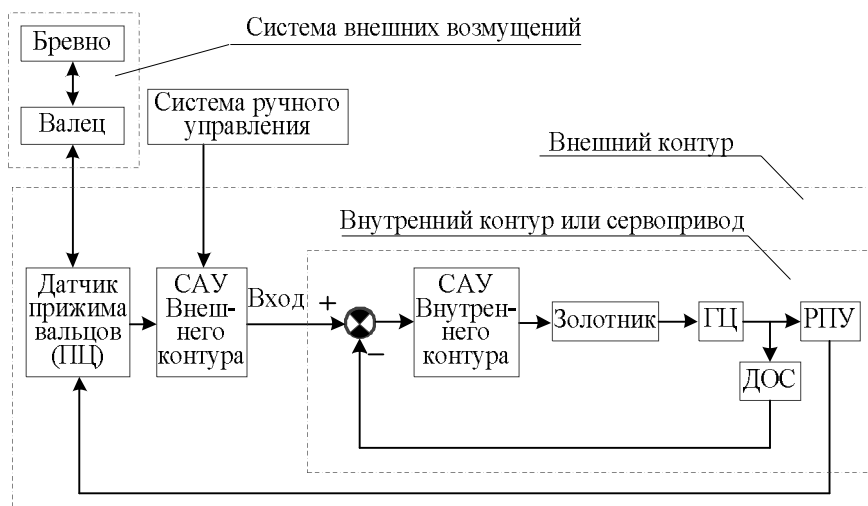 Система внешних возмущений
Бревно
Валец
Система ручного
управления
Внешний контур
Внутренний контур или сервопривод
Датчик
прижима
вальцов
(ПЦ)
САУ
Внеш-
него
контура
Вход
+
−
САУ
Внутрен-
него
контура
Золотник
ГЦ
РПУ
ДОС